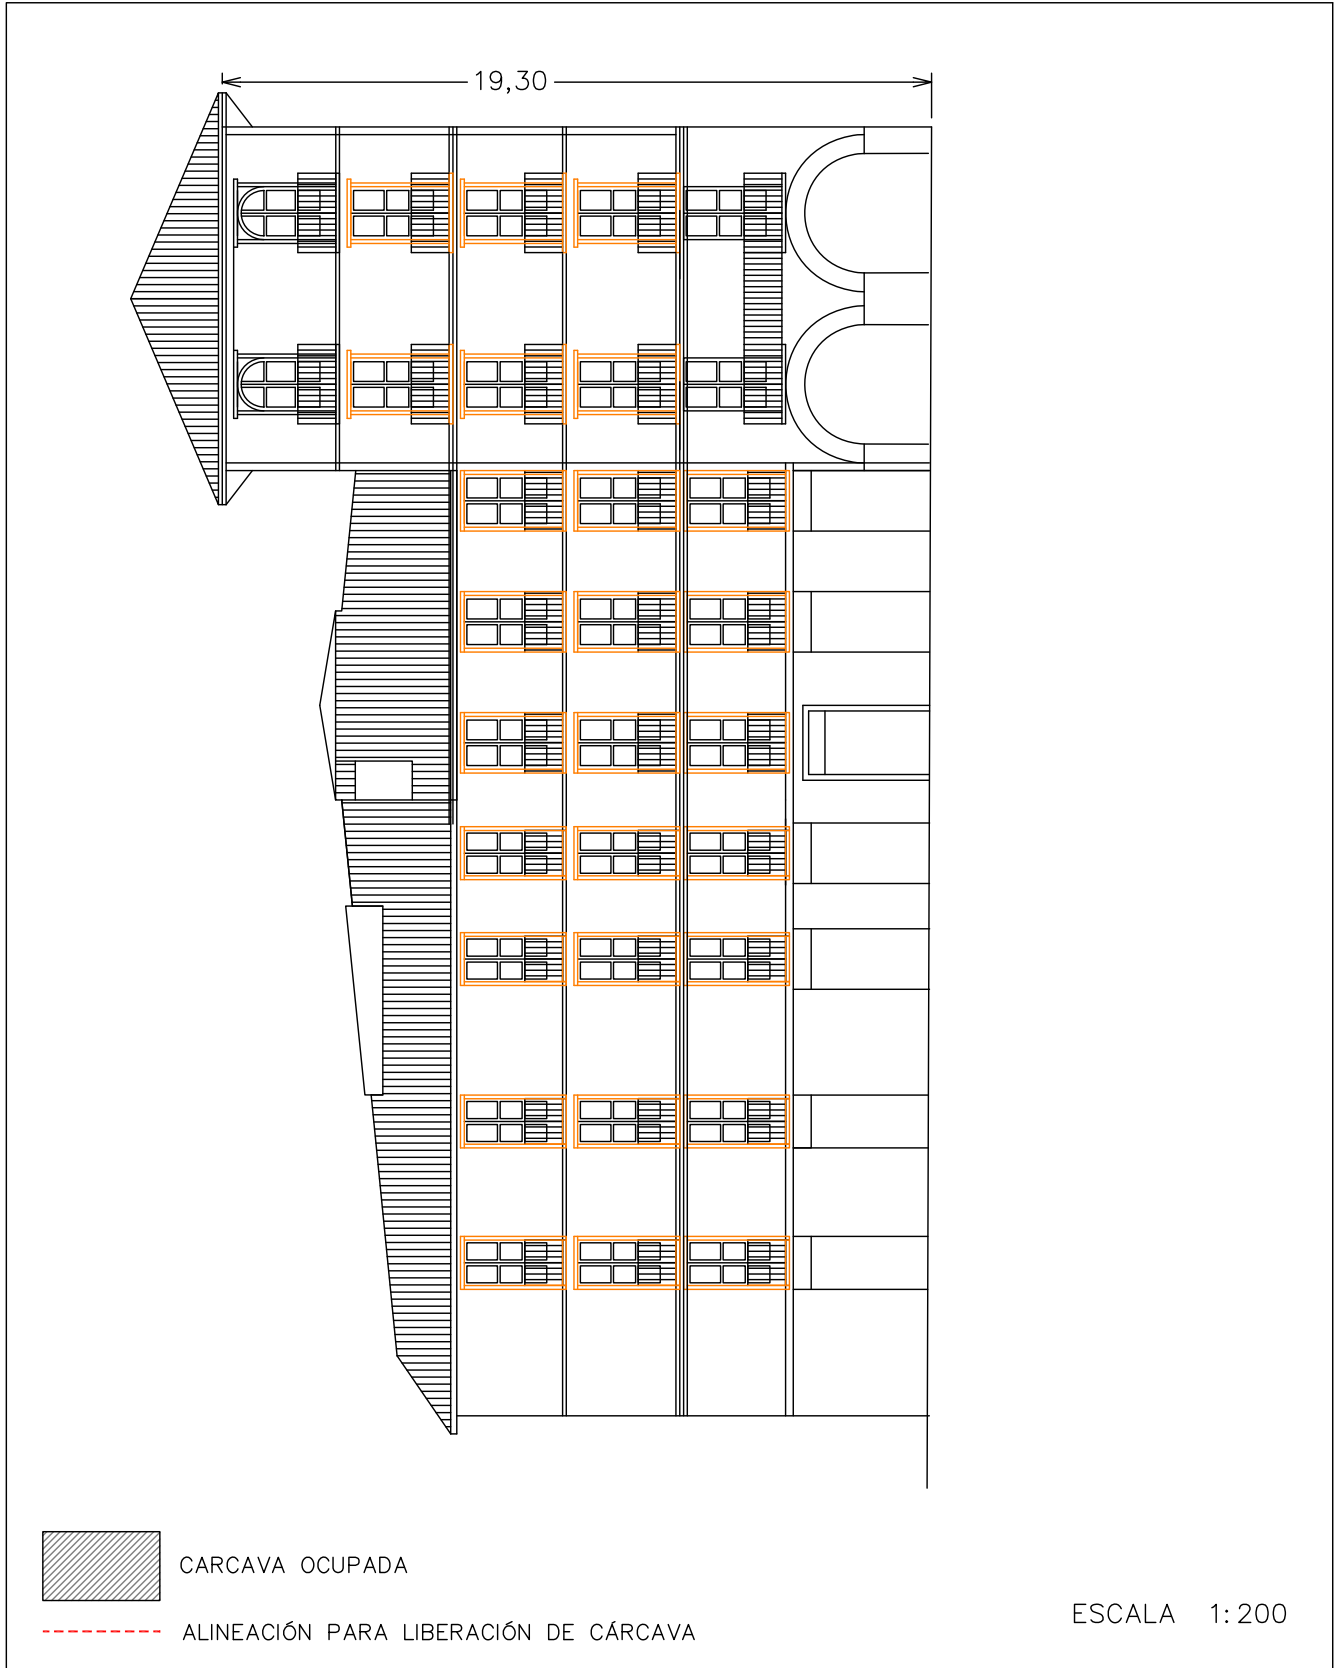 19,30
CARCAVA OCUPADA
ALINEACIÓN PARA LIBERACIÓN DE CÁRCAVA
ESCALA 1:200